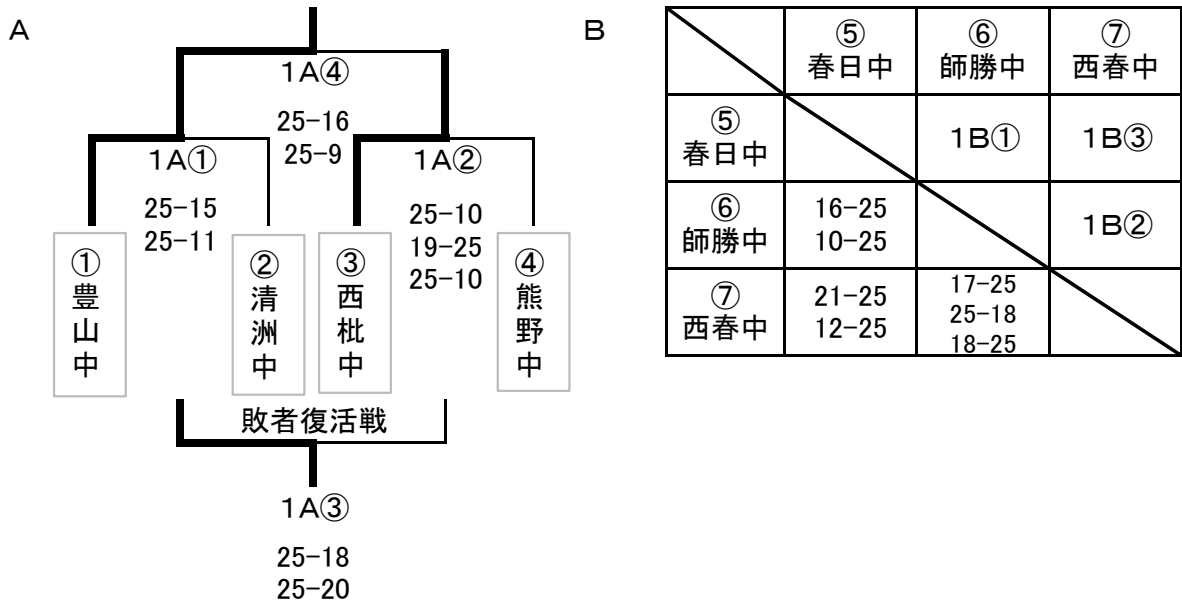 A
1A④
25-16
25-9
1A①
25-15
25-11
1A②
25-10
19-25
25-10
①豊山中
②清洲中
③西枇中
④熊野中
敗者復活戦
1A③
25-18
25-20
B
⑤春日中
⑥師勝中
⑦西春中
⑤春日中
1B①
1B③
⑥師勝中
16-25
10-25
1B②
⑦西春中
21-25
12-25
17-25
25-18
18-25